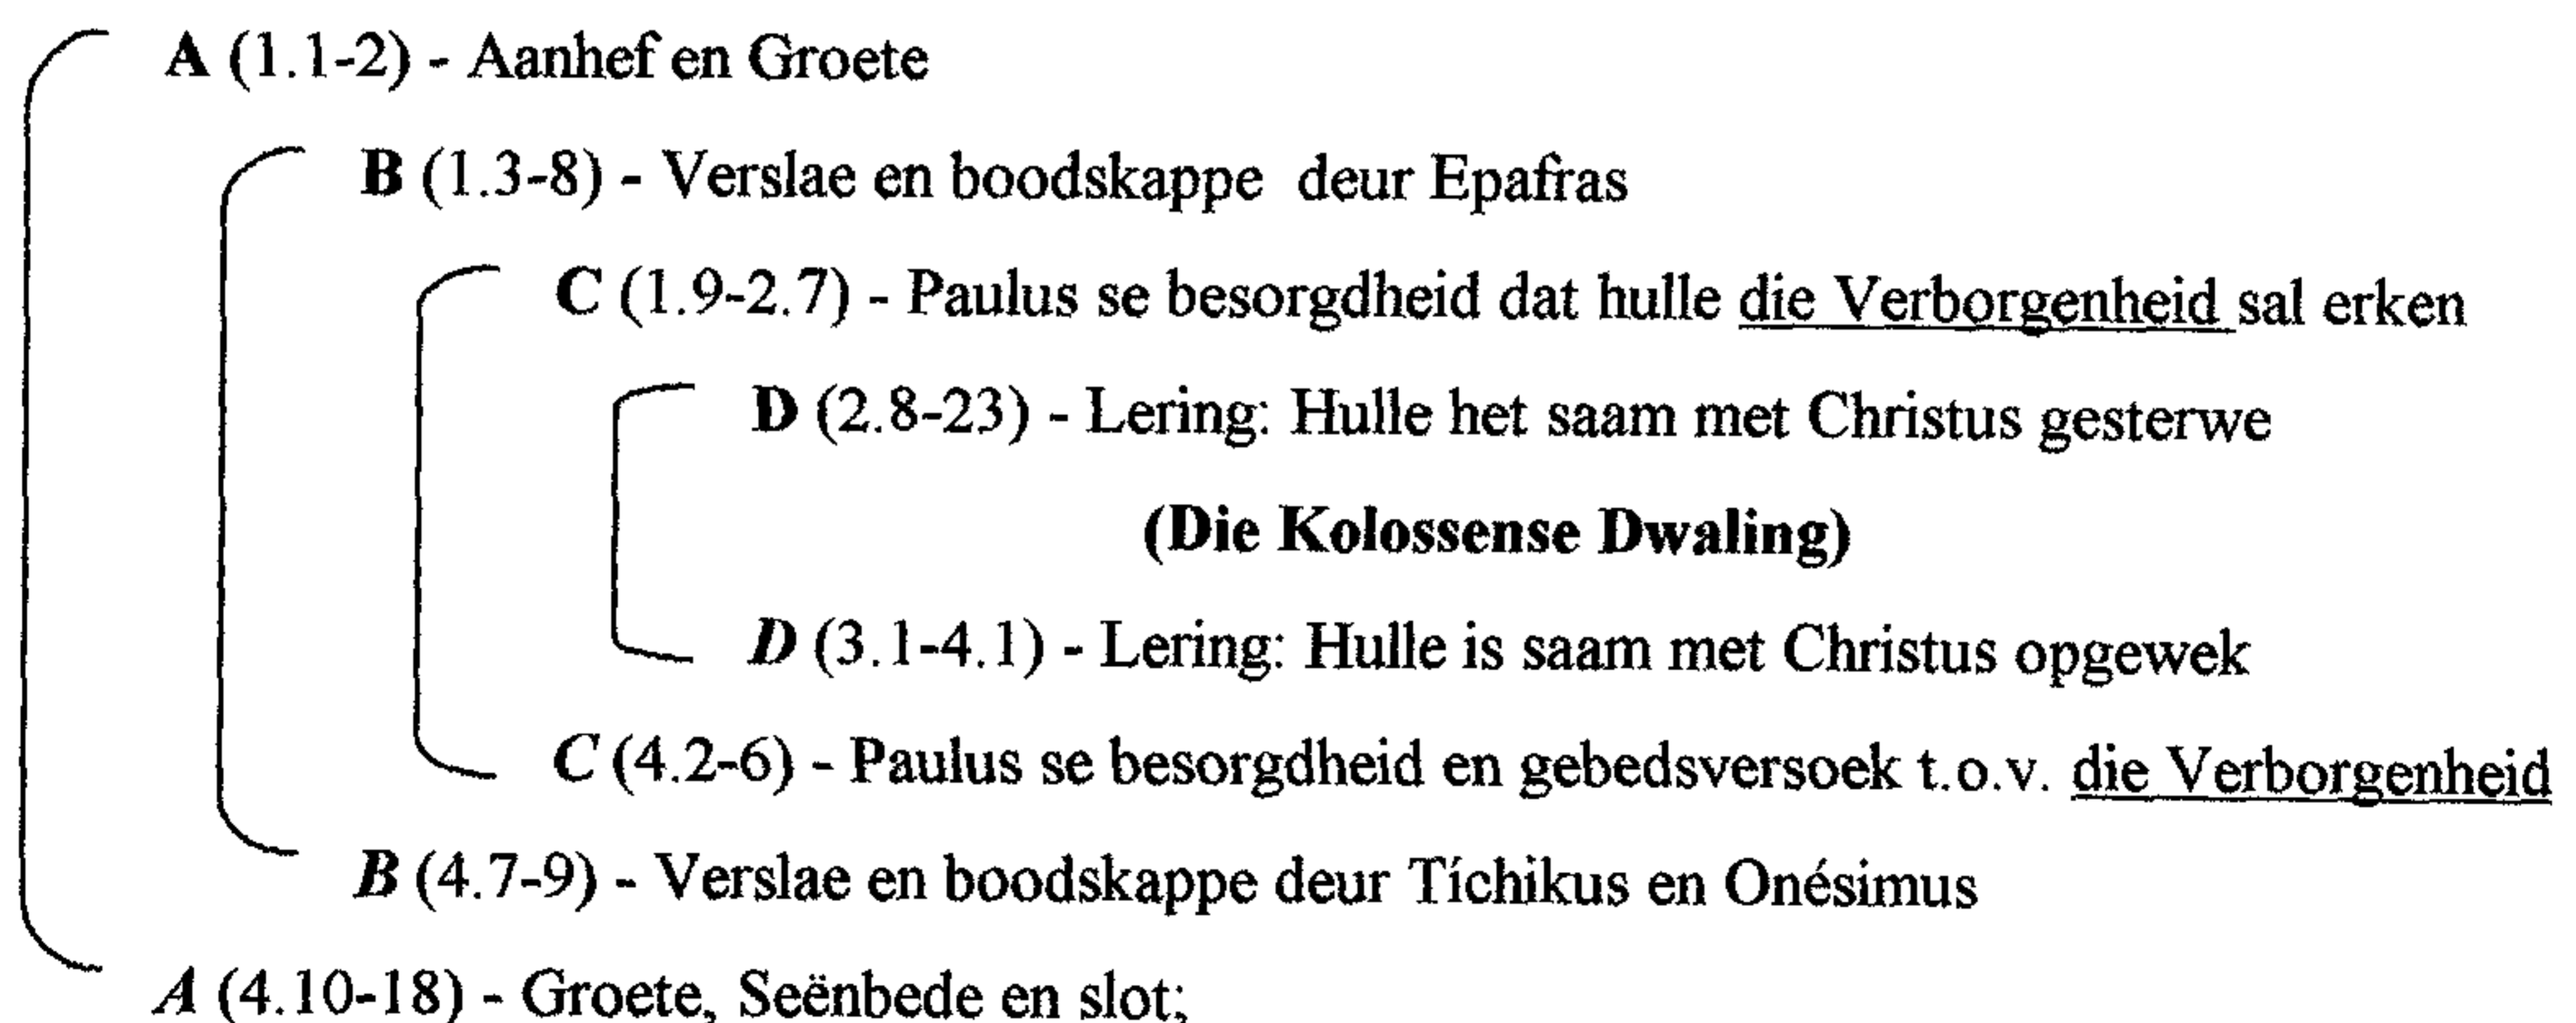 A (1.1-2) - Aanhef en Groete
B (1.3-8) - Verslae en boodskappe deur Epafras
C (1.9-2.7) - Paulus se besorgdheid dat hulle die Verborgenheid sal erken
D (2.8-23) - Lering: Hulle het saam met Christus gesterwe
(Die Kolossense Dwaling)
D (3.1-4.1) - Lering: Hulle is saam met Christus opgewek
C (4.2-6) - Paulus se besorgdheid en gebedsversoek t.o.v. die Verborgenheid
B (4.7-9) - Verslae en boodskappe deur Tíchikus en Onésimus
A (4.10-18) - Groete, Seënbede en slot;